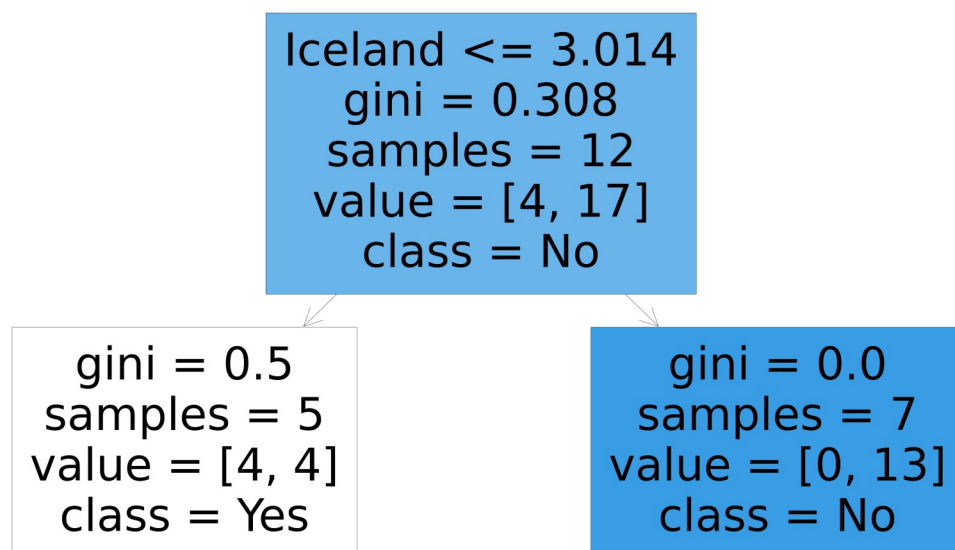 Iceland <= 3.014
gini = 0.308
samples = 12
value = [4, 17]
class = No
gini = 0.5
samples = 5
value = [4, 4]
class = Yes
gini = 0.0
samples = 7
value = [0, 13]
class = No